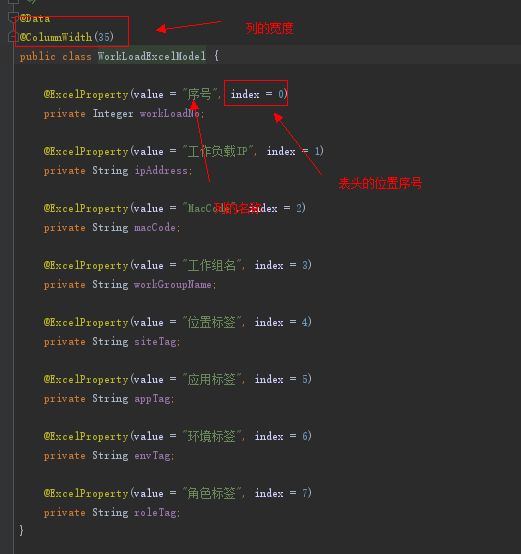 @Data
列的宽度
@ColumnWidth(35)
public class WorkLoadExcelModel {
@ExcelProperty(value = "序号", index = 0)
private Integer workLoadNo;
@ExcelProperty(value = "工作负载IP", index = 1)
private String ipAddress;
表头的位置序号
@ExcelProperty(value = "MacCode", index = 2)
列的名称
private String macCode;
@ExcelProperty(value = "工作组名", index = 3)
private String workGroupName;
@ExcelProperty(value = "位置标签", index = 4)
private String siteTag;
@ExcelProperty(value = "应用标签", index = 5)
private String appTag;
@ExcelProperty(value = "环境标签", index = 6)
private String envTag;
@ExcelProperty(value = "角色标签", index = 7)
private String roleTag;
}